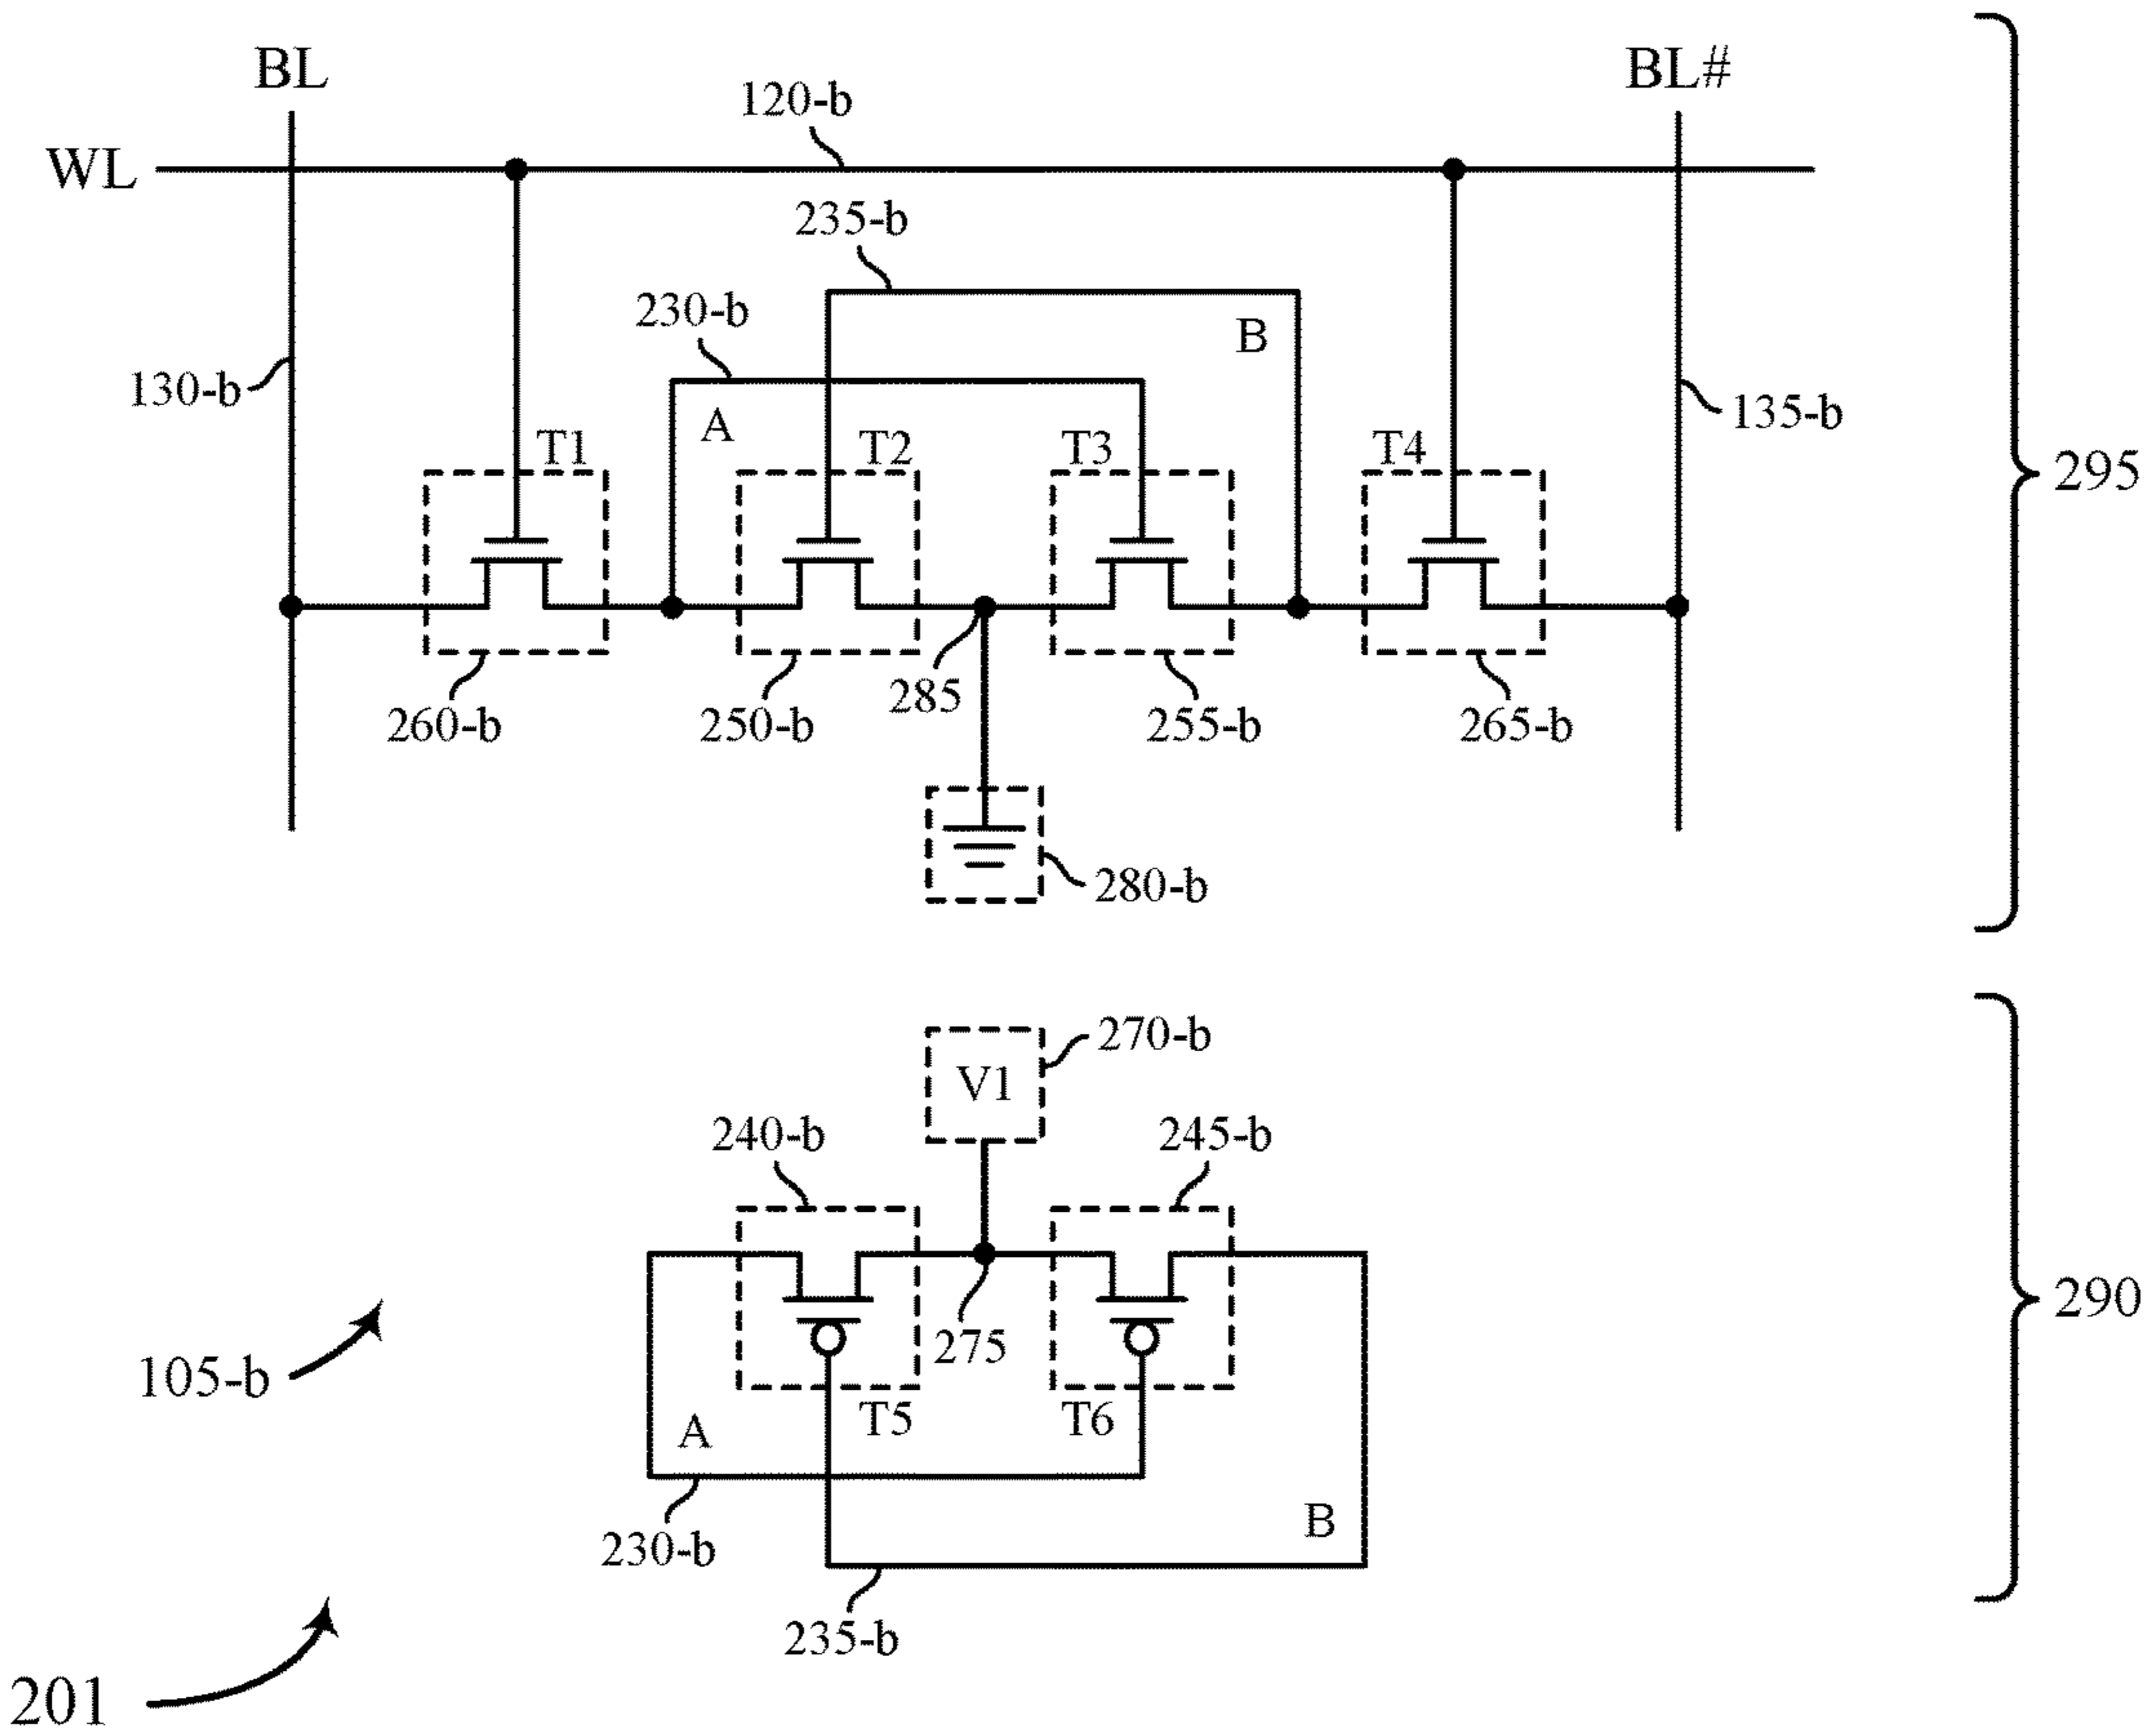 BL
BL#
120-b
WL
235-b
230-b
B
130-b
A
135-b
T1
T2
T3
T4
295
285
260-b
250-b
255-b
265-b
280-b
270-b
V1
240-b
245-b
290
275
105-b
T5
T6
A
B
230-b
235-b
201